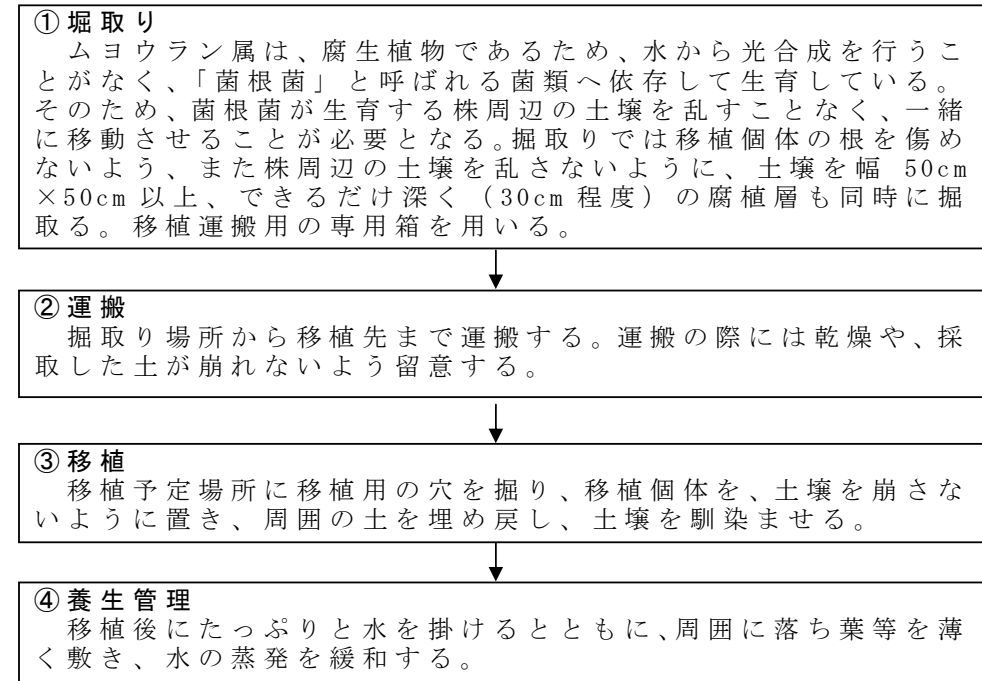 ①堀取り
ムヨウラン属は、腐生植物であるため、水から光合成を行うこ
とがなく、「菌根菌」と呼ばれる菌類へ依存して生育している。
そのため、菌根菌が生育する株周辺の土壌を乱すことなく、一緒
に移動させることが必要となる。掘取りでは移植個体の根を傷め
ないよう、また株周辺の土壌を乱さないように、土壌を幅 50cm
×50cm 以上、できるだけ深く（30cm 程度）の腐植層も同時に掘
取る。移植運搬用の専用箱を用いる。
②運搬
掘取り場所から移植先まで運搬する。運搬の際には乾燥や、採
取した土が崩れないよう留意する。
③移植
移植予定場所に移植用の穴を掘り、移植個体を、土壌を崩さな
いように置き、周囲の土を埋め戻し、土壌を馴染ませる。
④養生管理
移植後にたっぷりと水を掛けるとともに、周囲に落ち葉等を薄
く敷き、水の蒸発を緩和する。